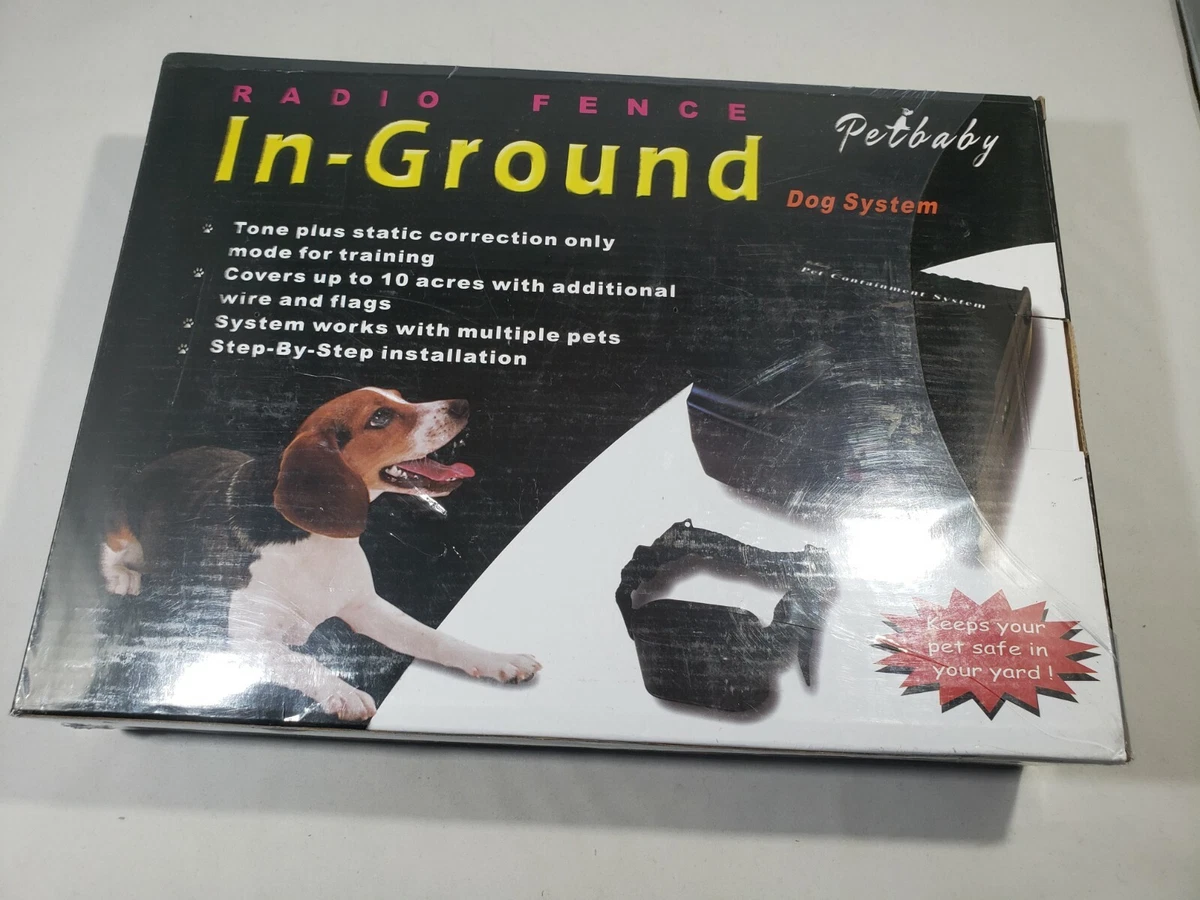 RADIO FENCE
In-Ground
Petbaby
Dog System
Tone plus static correction only
mode for training
Covers up to 10 acres with additional
wire and flags
System works with multiple pets
Step-By-Step installation
Pet Containment System
Keeps your
pet safe in
your yard !